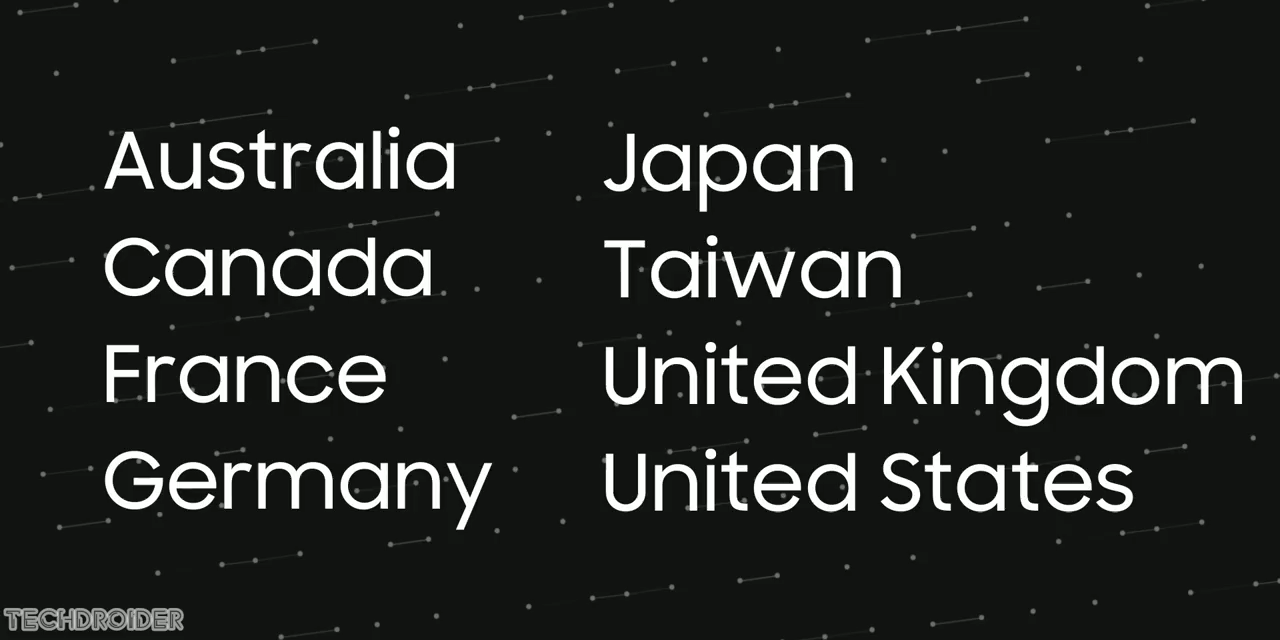 Australia
Canada
France
Germany
Japan
Taiwan
United Kingdom
United States
TECHDROIDER